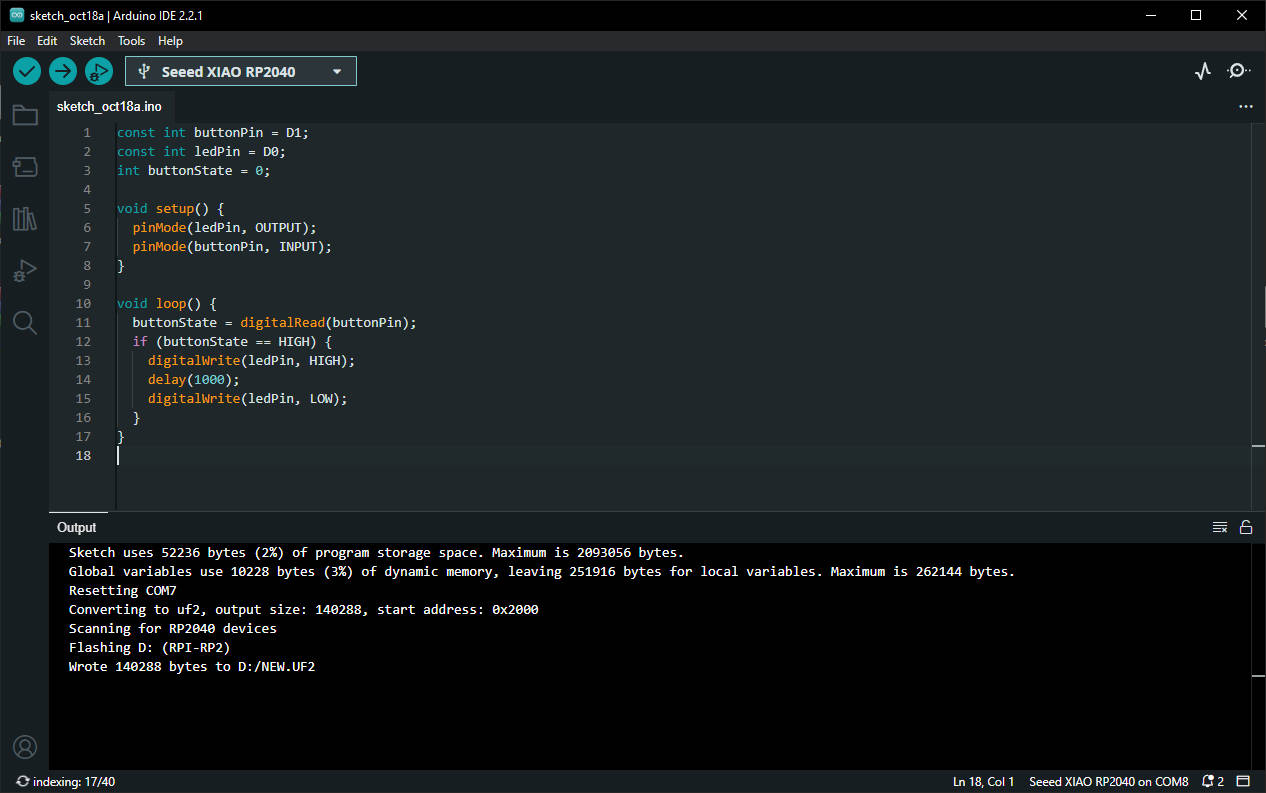 sketch_oct18a | Arduino IDE 2.2.1
File Edit Sketch Tools Help
Seeed XIAO RP2040
sketch_oct18a.ino
1 const int buttonPin = D1;
2 const int ledPin = D0;
3 int buttonState = 0;
4
5 void setup() {
6   pinMode(ledPin, OUTPUT);
7   pinMode(buttonPin, INPUT);
8 }
9
10 void loop() {
11   buttonState = digitalRead(buttonPin);
12   if (buttonState == HIGH) {
13     digitalWrite(ledPin, HIGH);
14     delay(1000);
15     digitalWrite(ledPin, LOW);
16   }
17 }
18
Output
Sketch uses 52236 bytes (2%) of program storage space. Maximum is 2093056 bytes.
Global variables use 10228 bytes (3%) of dynamic memory, leaving 251916 bytes for local variables. Maximum is 262144 bytes.
Resetting COM7
Converting to uf2, output size: 140288, start address: 0x2000
Scanning for RP2040 devices
Flashing D: (RPI-RP2)
Wrote 140288 bytes to D:/NEW.UF2
indexing: 17/40 Ln 18, Col 1 Seeed XIAO RP2040 on COM8 2